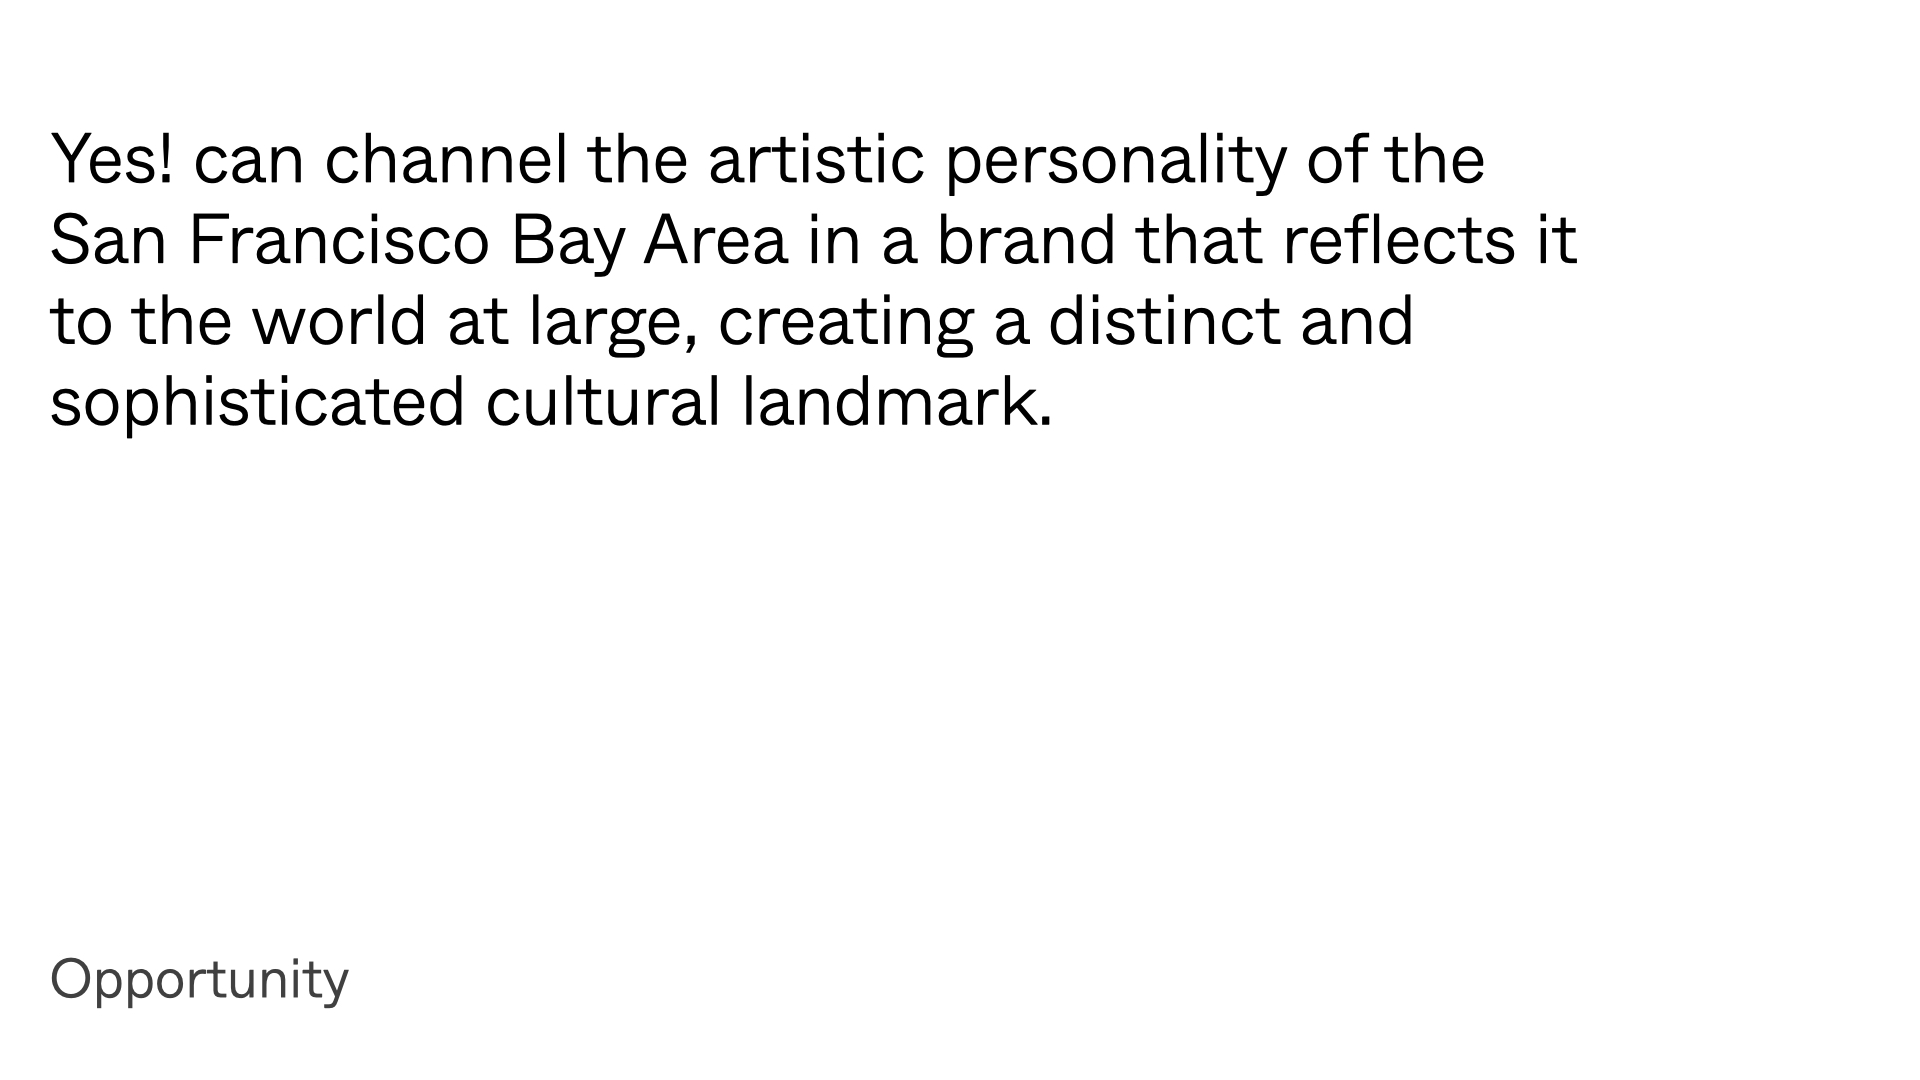 Yes! can channel the artistic personality of the
San Francisco Bay Area in a brand that reflects it
to the world at large, creating a distinct and
sophisticated cultural landmark.
Opportunity